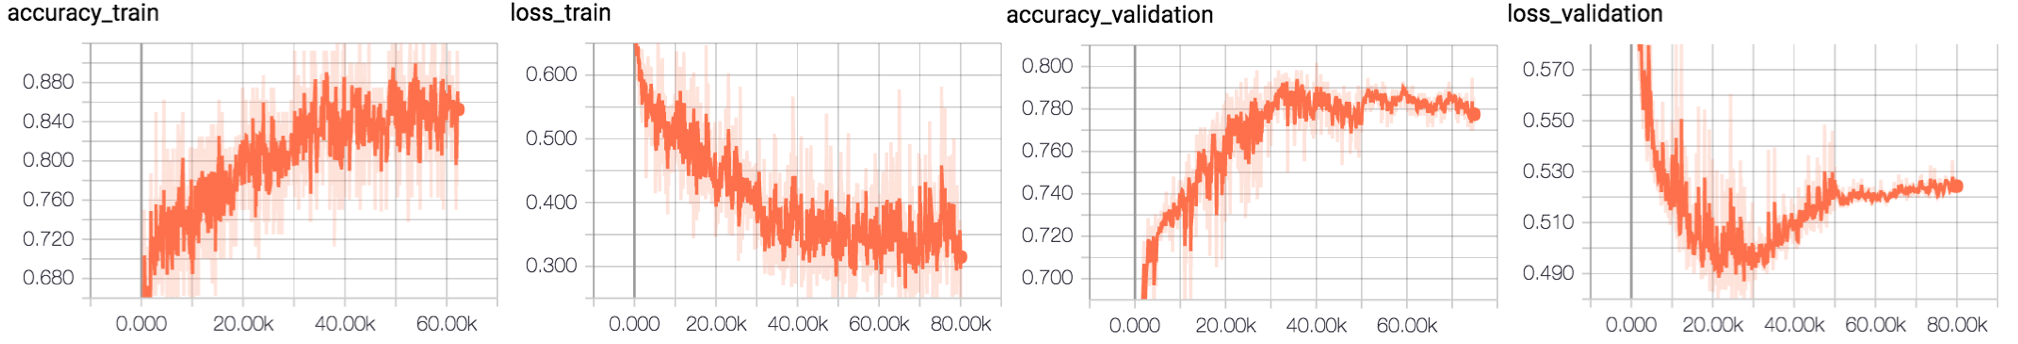 accuracy_train
0.880
0.840
0.800
0.760
0.720
0.680
0.000 20.00k 40.00k 60.00k
loss_train
0.600
0.500
0.400
0.300
0.000 20.00k 40.00k 60.00k 80.00k
accuracy_validation
0.800
0.780
0.760
0.740
0.720
0.700
0.000 20.00k 40.00k 60.00k
loss_validation
0.570
0.550
0.530
0.510
0.490
0.000 20.00k 40.00k 60.00k 80.00k